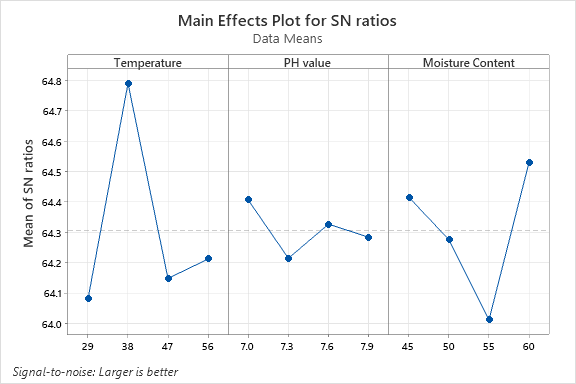 Main Effects Plot for SN ratios
Data Means
Temperature PH value Moisture Content
Mean of SN ratios
64.8
64.7
64.6
64.5
64.4
64.3
64.2
64.1
64.0
29 38 47 56 7.0 7.3 7.6 7.9 45 50 55 60
Signal-to-noise: Larger is better